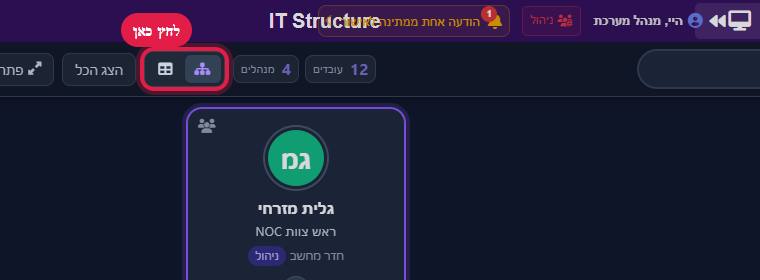 היי, מנהל מערכת
ניהול
1
הודעה אחת ממתינה
IT Structure
לחץ כאן
12 עובדים
4 מנהלים
הצג הכל
פתח
גמ
גלית מזרחי
ראש צוות NOC
חדר מחשב ניהול